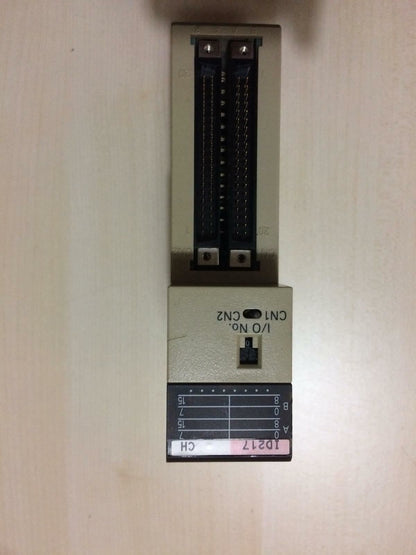 ID217 CH
A 0 7
8 15
B 0 7
8 15
I/O No.
CN1 CN2